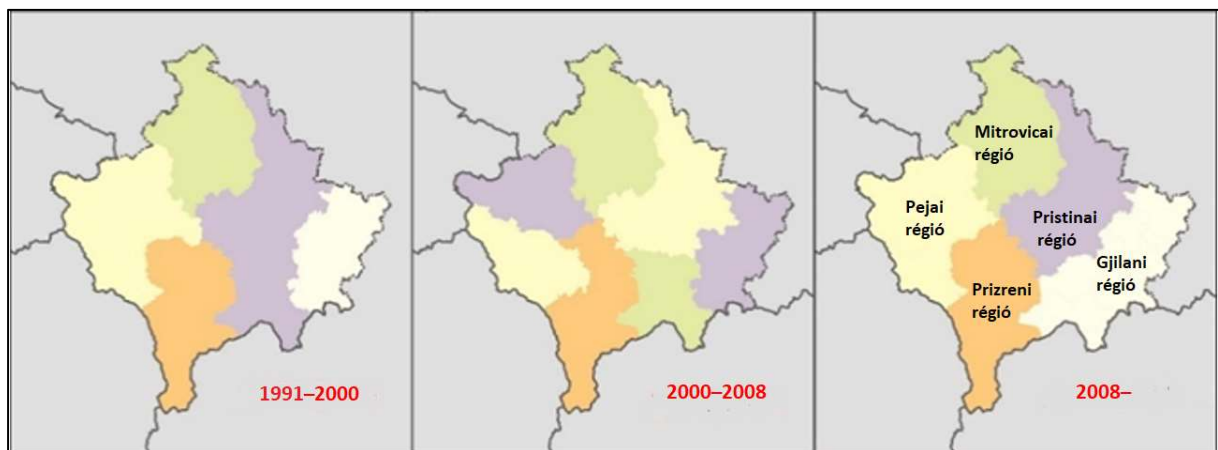 Mitrovicai
régió
Pejai
régió
Pristinai
régió
Gjilani
régió
Prizreni
régió
1991–2000
2000–2008
2008–